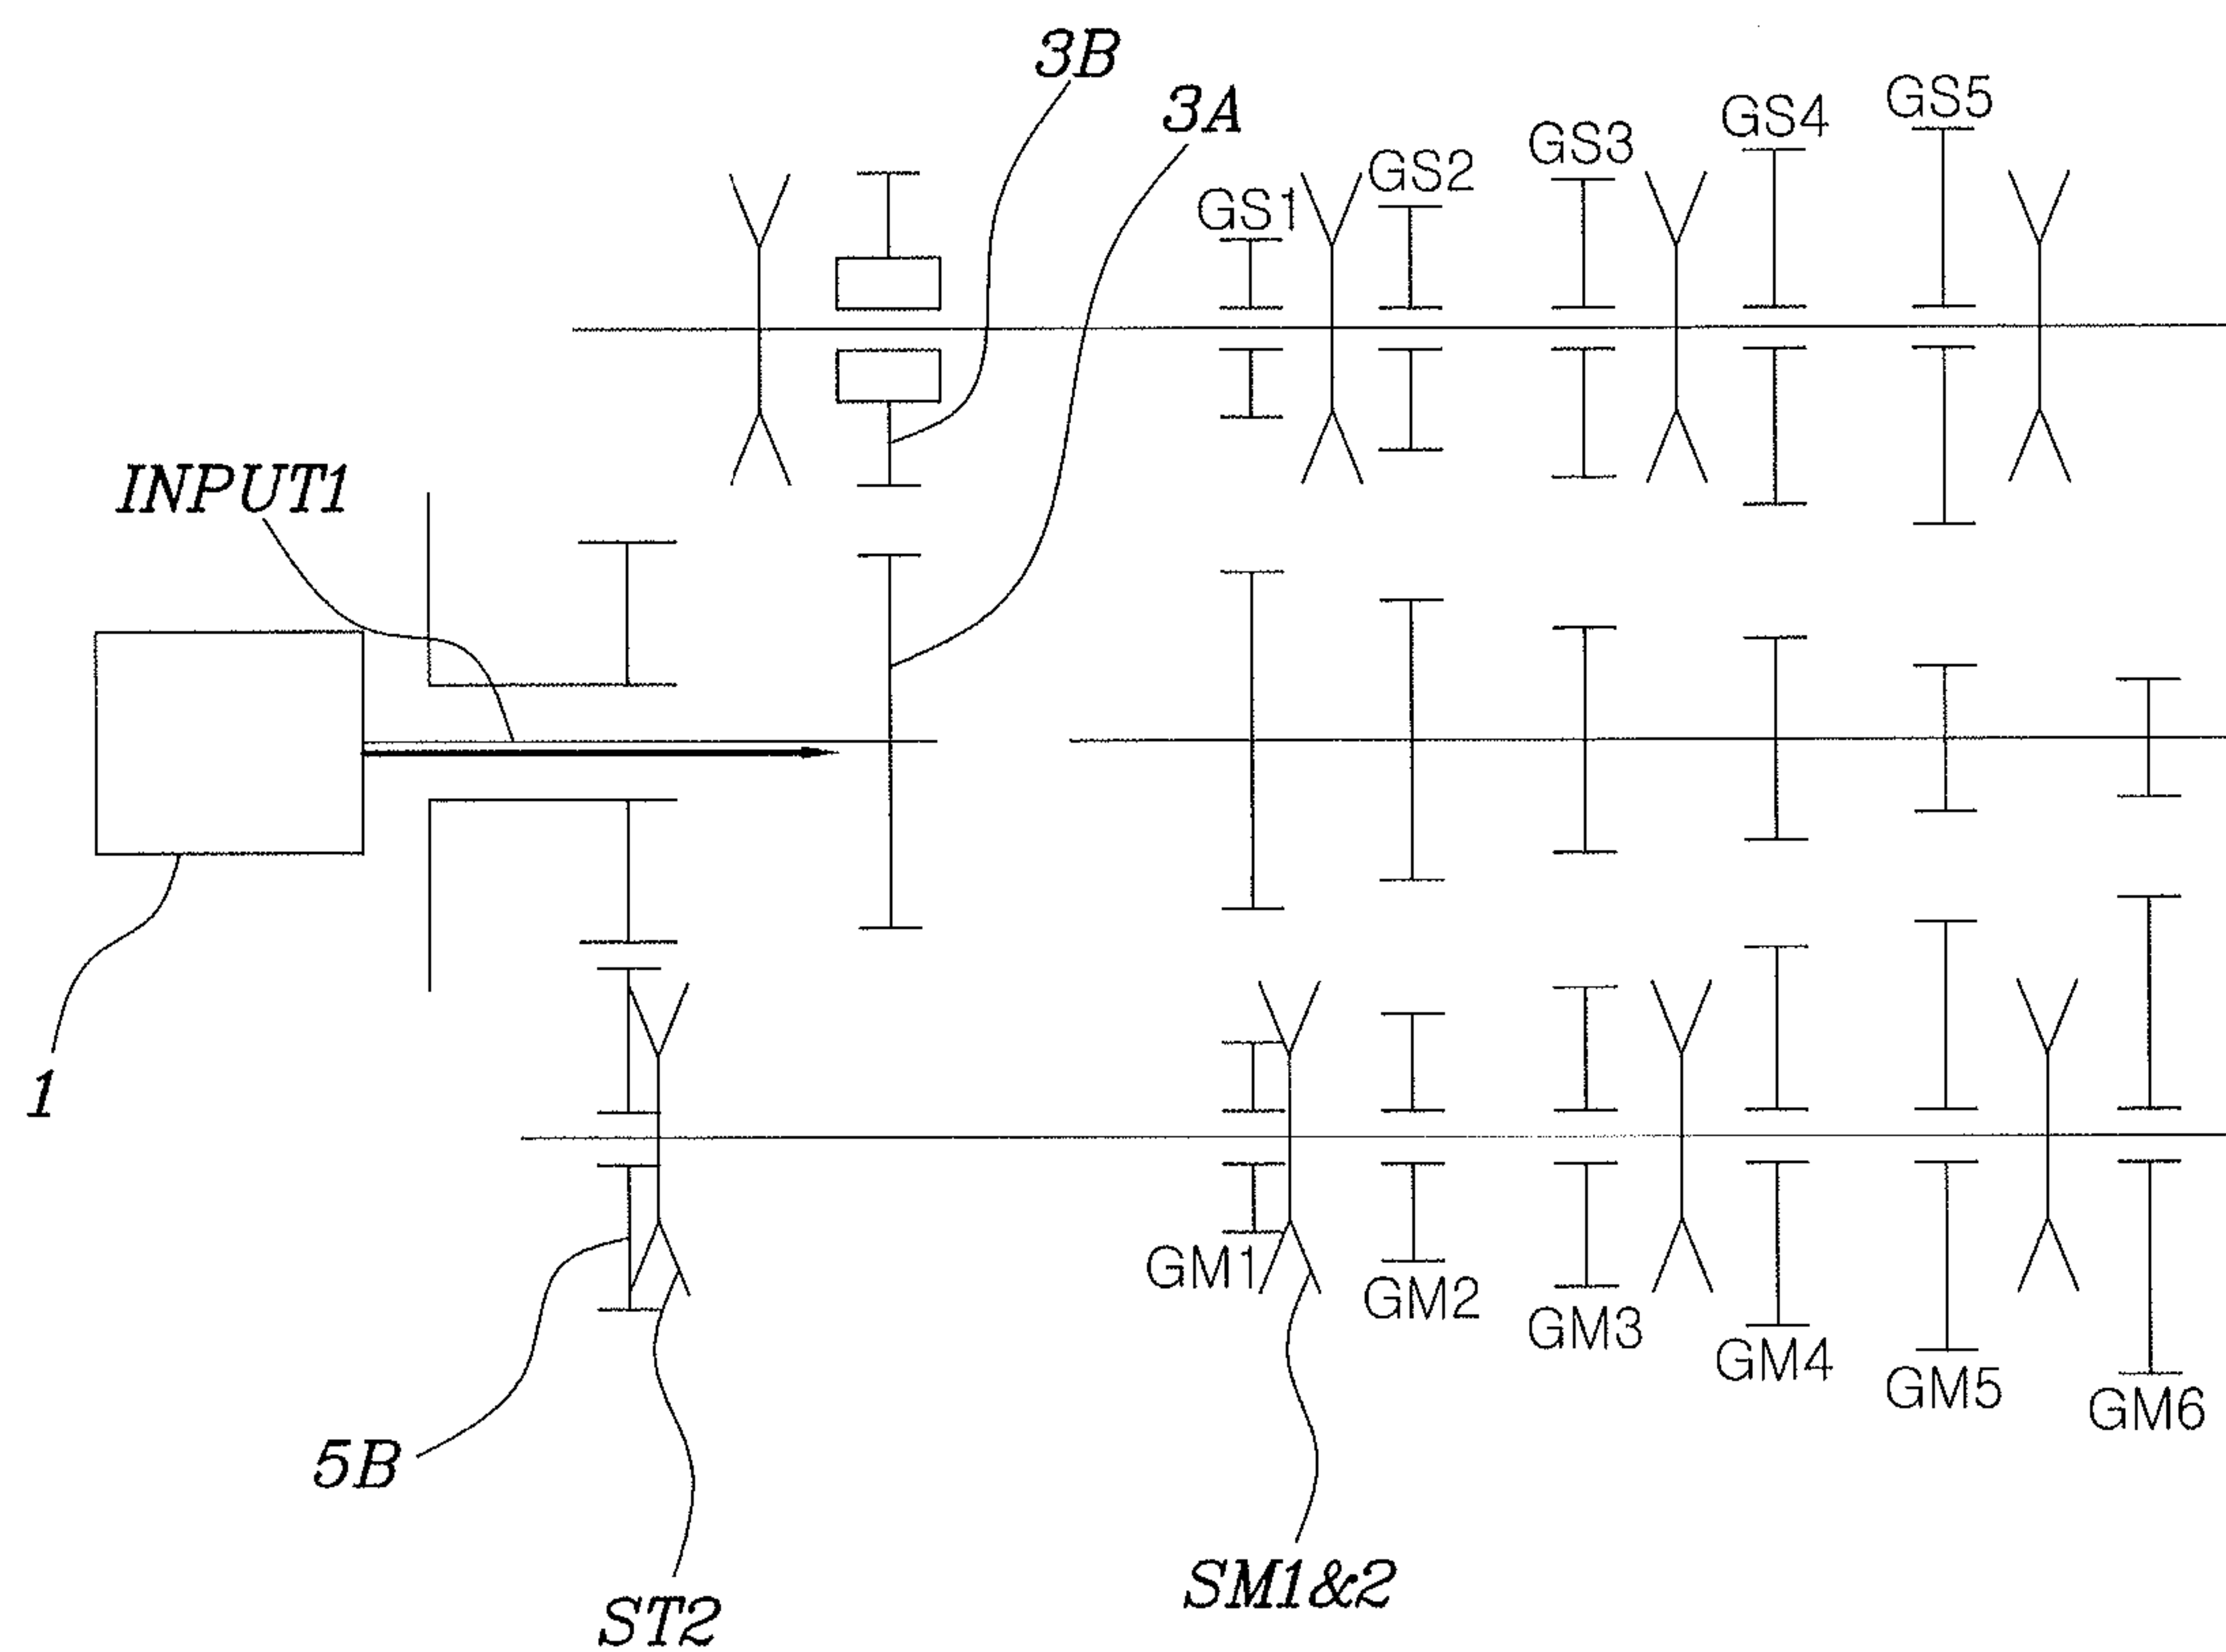 3B
3A
GS5
GS4
GS3
GS2
GS1
INPUT1
1
GM1
GM2
GM3
GM4
GM5
GM6
5B
SM1&2
ST2